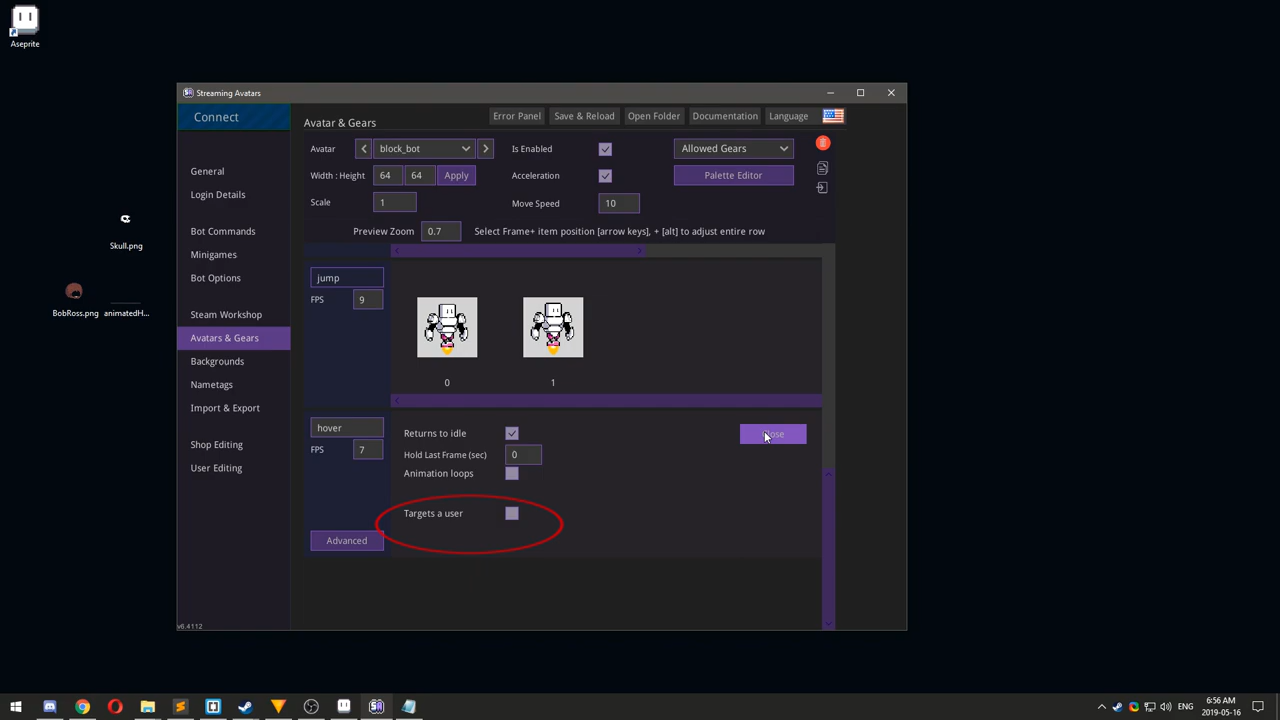 Aseprite
Skull.png
BobRoss.png
animatedH...
Streaming Avatars
Connect
General
Login Details
Bot Commands
Minigames
Bot Options
Steam Workshop
Avatars & Gears
Backgrounds
Nametags
Import & Export
Shop Editing
User Editing
v6.4112
Error Panel
Save & Reload
Open Folder
Documentation
Language
Avatar & Gears
Avatar
block_bot
Is Enabled
Allowed Gears
Width : Height
64
64
Apply
Acceleration
Palette Editor
Scale
1
Move Speed
10
Preview Zoom
0.7
Select Frame+ item position [arrow keys], + [alt] to adjust entire row
jump
FPS
9
0
1
hover
FPS
7
Advanced
Returns to idle
Hold Last Frame (sec)
0
Animation loops
Targets a user
Close
ENG
6:56 AM
2019-05-16